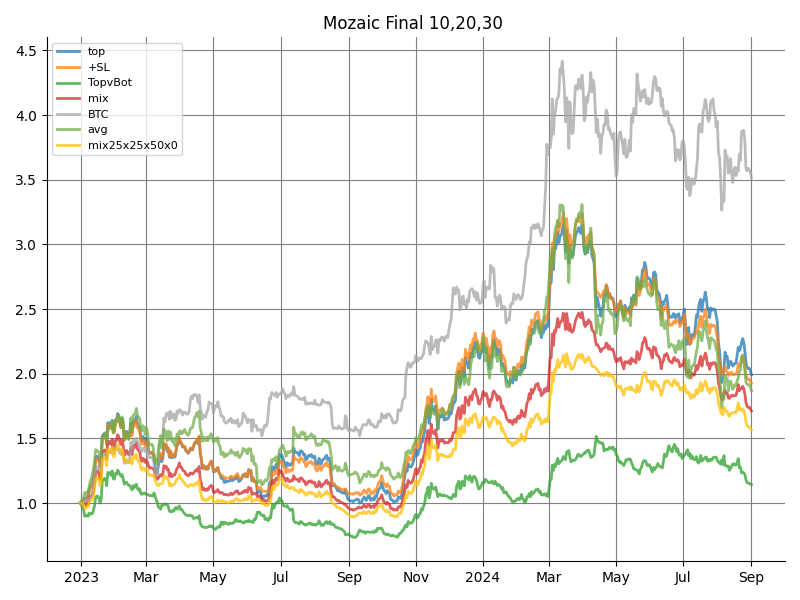 Mozaic Final 10,20,30
4.5
4.0
3.5
3.0
2.5
2.0
1.5
1.0
top
+SL
TopvBot
mix
BTC
avg
mix25x25x50x0
2023 Mar May Jul Sep Nov 2024 Mar May Jul Sep